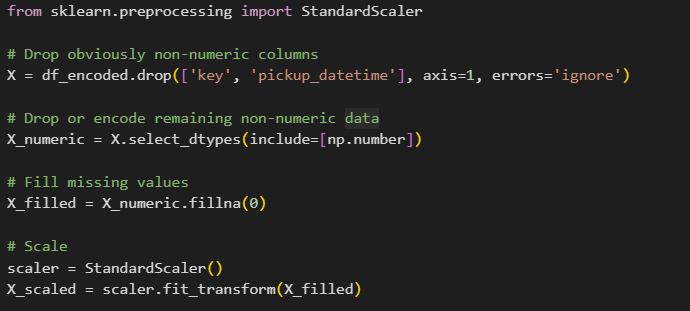 from sklearn.preprocessing import StandardScaler
# Drop obviously non-numeric columns
X = df_encoded.drop(['key', 'pickup_datetime'], axis=1, errors='ignore')
# Drop or encode remaining non-numeric data
X_numeric = X.select_dtypes(include=[np.number])
# Fill missing values
X_filled = X_numeric.fillna(0)
# Scale
scaler = StandardScaler()
X_scaled = scaler.fit_transform(X_filled)